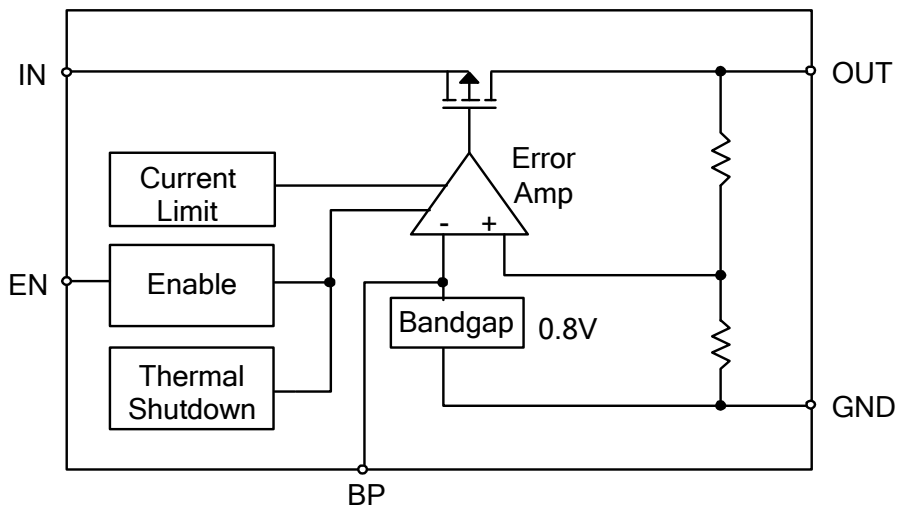 IN
OUT
Error
Amp
Current
Limit
- +
EN
Enable
Bandgap
0.8V
Thermal
Shutdown
GND
BP